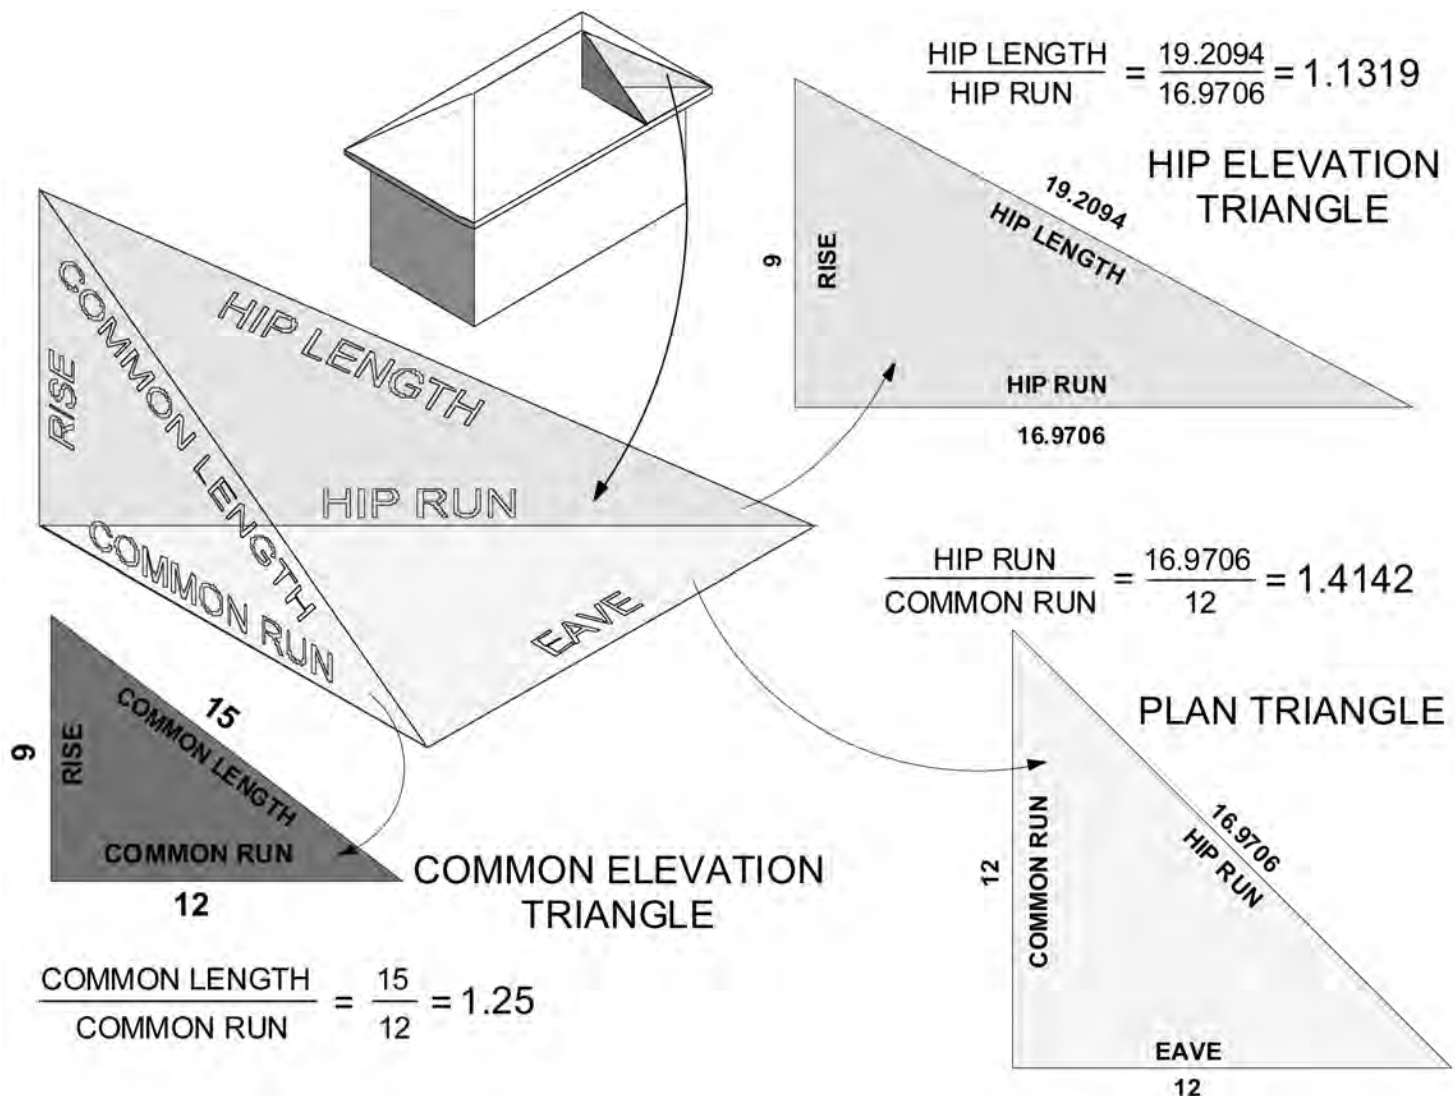 HIP LENGTH
HIP RUN
= 19.2094
16.9706
= 1.1319
HIP ELEVATION
TRIANGLE
19.2094
HIP LENGTH
9
RISE
HIP RUN
16.9706
HIP LENGTH
COMMON LENGTH
RISE
HIP RUN
COMMON RUN
EAVE
HIP RUN
COMMON RUN
= 16.9706
12
= 1.4142
PLAN TRIANGLE
16.9706
HIP RUN
12
COMMON RUN
EAVE
12
15
COMMON LENGTH
9
RISE
COMMON RUN
12
COMMON ELEVATION
TRIANGLE
COMMON LENGTH
COMMON RUN
= 15
12
= 1.25